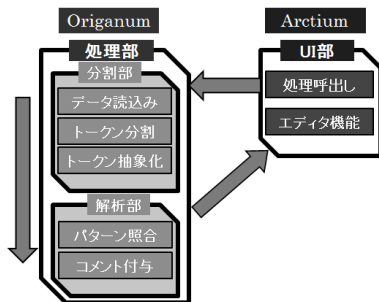 Origanum
処理部
分割部
データ読込み
トークン分割
トークン抽象化
解析部
パターン照合
コメント付与
Arctium
UI部
処理呼出し
エディタ機能